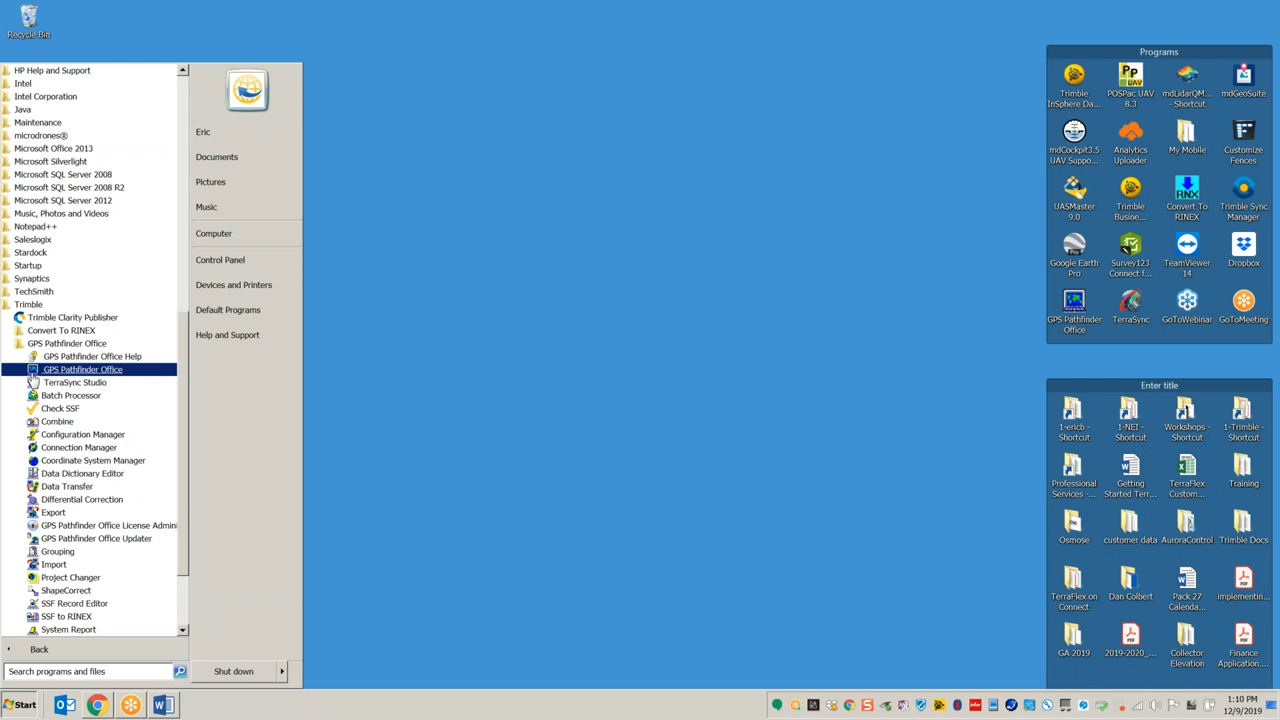 Recycle Bin
HP Help and Support
Intel
Intel Corporation
Java
Maintenance
microdrones®
Microsoft Office 2013
Microsoft Silverlight
Microsoft SQL Server 2008
Microsoft SQL Server 2008 R2
Microsoft SQL Server 2012
Music, Photos and Videos
Notepad++
Saleslogix
Stardock
Startup
Synaptics
TechSmith
Trimble
Trimble Clarity Publisher
Convert To RINEX
GPS Pathfinder Office
GPS Pathfinder Office Help
GPS Pathfinder Office
TerraSync Studio
Batch Processor
Check SSF
Combine
Configuration Manager
Connection Manager
Coordinate System Manager
Data Dictionary Editor
Data Transfer
Differential Correction
Export
GPS Pathfinder Office License Admini
GPS Pathfinder Office Updater
Grouping
Import
Project Changer
ShapeCorrect
SSF Record Editor
SSF to RINEX
System Report
Back
Search programs and files
Eric
Documents
Pictures
Music
Computer
Control Panel
Devices and Printers
Default Programs
Help and Support
Shut down
Programs
Trimble
InSphere Da...
PP
UAV
POSPac UAV
8.3
mdLidarQM...
- Shortcut
mdGeoSuite
mdCockpit3.5
UAV Suppo...
Analytics
Uploader
My Mobile
Customize
Fences
UASMaster
9.0
Trimble
Busine...
RNX
Convert To
RINEX
Trimble Sync
Manager
Google Earth
Pro
Survey123
Connect f...
TeamViewer
14
Dropbox
GPS Pathfinder
Office
TerraSync
GoToWebinar
GoToMeeting
Enter title
1-ericb -
Shortcut
1-NEI -
Shortcut
Workshops -
Shortcut
1-Trimble -
Shortcut
Professional
Services -...
Getting
Started Terr...
TerraFlex
Custom...
Training
Osmose
customer data
AuroraControl
Trimble Docs
TerraFlex on
Connect
Dan Colbert
Pack 27
Calenda...
implementin...
GA 2019
2019-2020_...
Collector
Elevation
Finance
Application....
Start
1:10 PM
12/9/2019